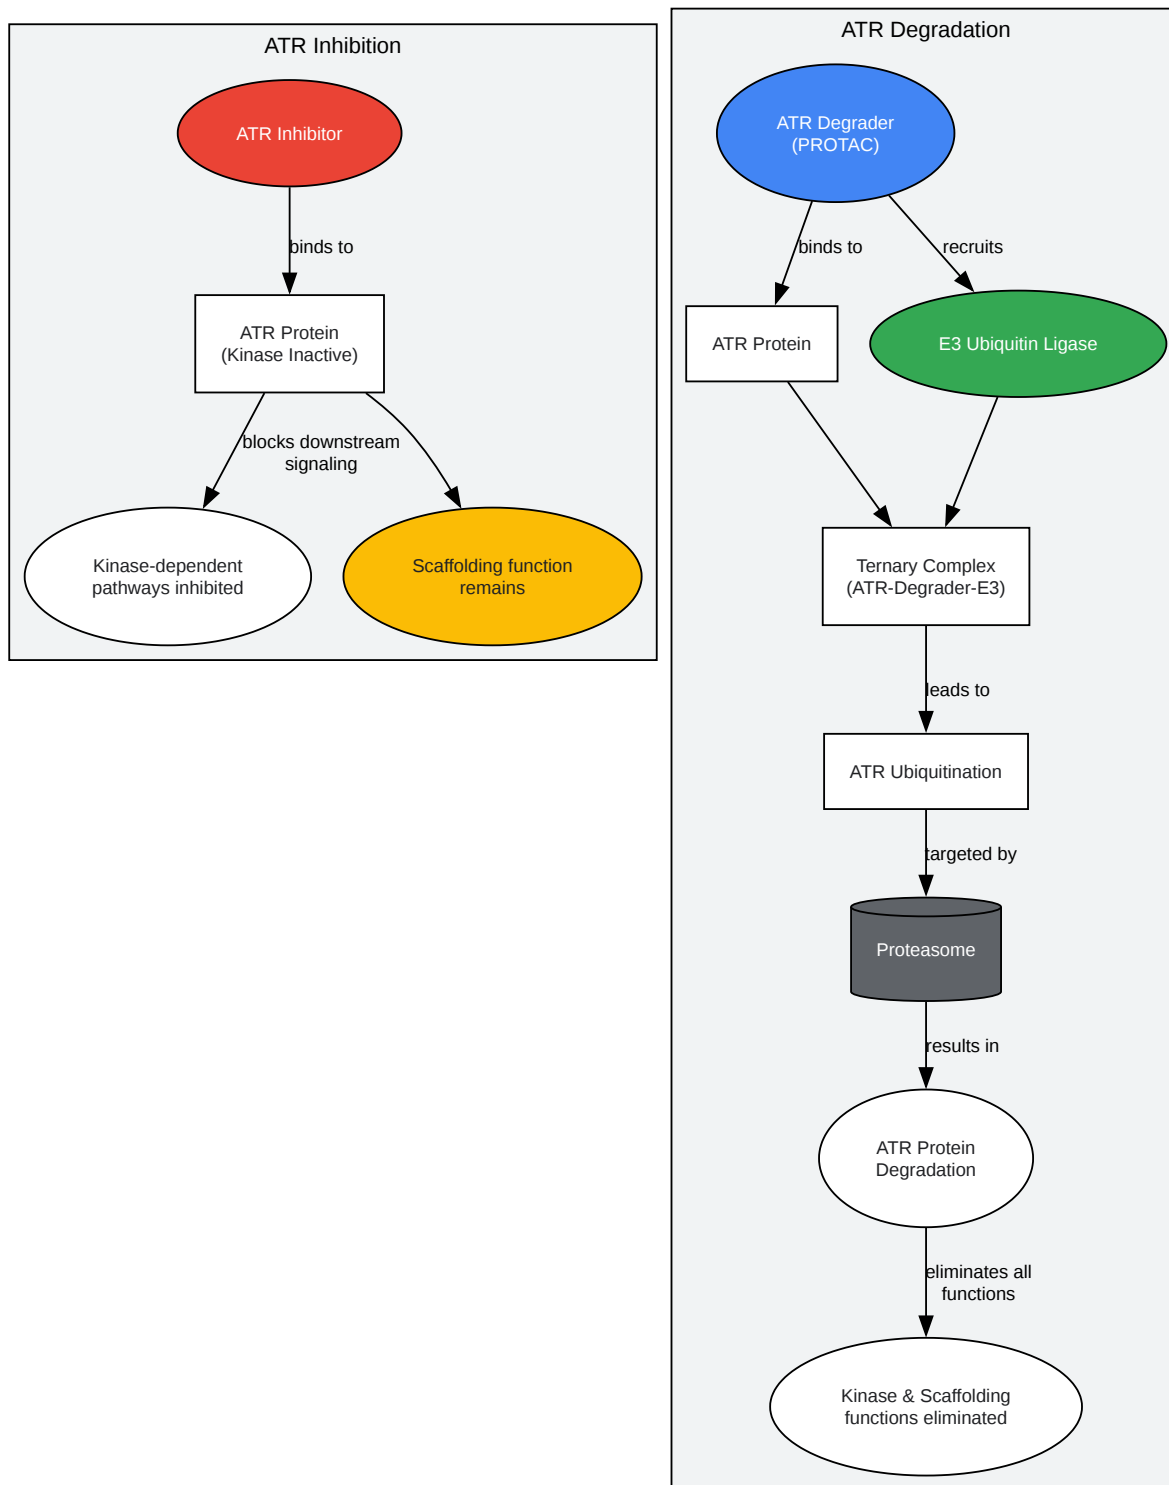 ATR Inhibition
ATR Inhibitor
binds to
ATR Protein
(Kinase Inactive)
blocks downstream
signaling
Kinase-dependent
pathways inhibited
Scaffolding function
remains
ATR Degradation
ATR Degrader
(PROTAC)
binds to
recruits
ATR Protein
E3 Ubiquitin Ligase
Ternary Complex
(ATR-Degrader-E3)
leads to
ATR Ubiquitination
targeted by
Proteasome
results in
ATR Protein
Degradation
eliminates all
functions
Kinase & Scaffolding
functions eliminated